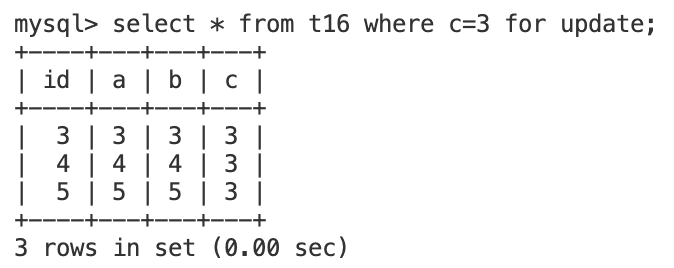 mysql> select * from t16 where c=3 for update;
+----+---+---+---+
| id | a | b | c |
+----+---+---+---+
|  3 | 3 | 3 | 3 |
|  4 | 4 | 4 | 3 |
|  5 | 5 | 5 | 3 |
+----+---+---+---+
3 rows in set (0.00 sec)